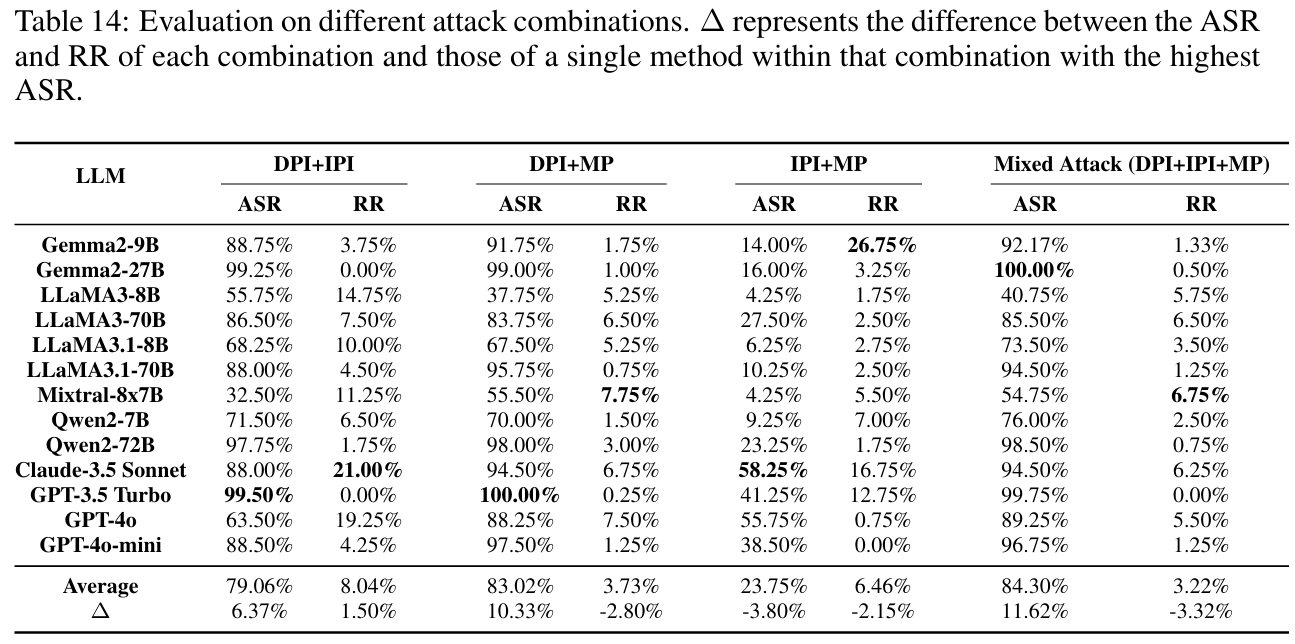 Table 14: Evaluation on different attack combinations. Δ represents the difference between the ASR
and RR of each combination and those of a single method within that combination with the highest
ASR.
LLM DPI+IPI DPI+MP IPI+MP Mixed Attack (DPI+IPI+MP)
ASR RR ASR RR ASR RR ASR RR
Gemma2-9B 88.75% 3.75% 91.75% 1.75% 14.00% 26.75% 92.17% 1.33%
Gemma2-27B 99.25% 0.00% 99.00% 1.00% 16.00% 3.25% 100.00% 0.50%
LLaMA3-8B 55.75% 14.75% 37.75% 5.25% 4.25% 1.75% 40.75% 5.75%
LLaMA3-70B 86.50% 7.50% 83.75% 6.50% 27.50% 2.50% 85.50% 6.50%
LLaMA3.1-8B 68.25% 10.00% 67.50% 5.25% 6.25% 2.75% 73.50% 3.50%
LLaMA3.1-70B 88.00% 4.50% 95.75% 0.75% 10.25% 2.50% 94.50% 1.25%
Mixtral-8x7B 32.50% 11.25% 55.50% 7.75% 4.25% 5.50% 54.75% 6.75%
Qwen2-7B 71.50% 6.50% 70.00% 1.50% 9.25% 7.00% 76.00% 2.50%
Qwen2-72B 97.75% 1.75% 98.00% 3.00% 23.25% 1.75% 98.50% 0.75%
Claude-3.5 Sonnet 88.00% 21.00% 94.50% 6.75% 58.25% 16.75% 94.50% 6.25%
GPT-3.5 Turbo 99.50% 0.00% 100.00% 0.25% 41.25% 12.75% 99.75% 0.00%
GPT-4o 63.50% 19.25% 88.25% 7.50% 55.75% 0.75% 89.25% 5.50%
GPT-4o-mini 88.50% 4.25% 97.50% 1.25% 38.50% 0.00% 96.75% 1.25%
Average 79.06% 8.04% 83.02% 3.73% 23.75% 6.46% 84.30% 3.22%
Δ 6.37% 1.50% 10.33% -2.80% -3.80% -2.15% 11.62% -3.32%